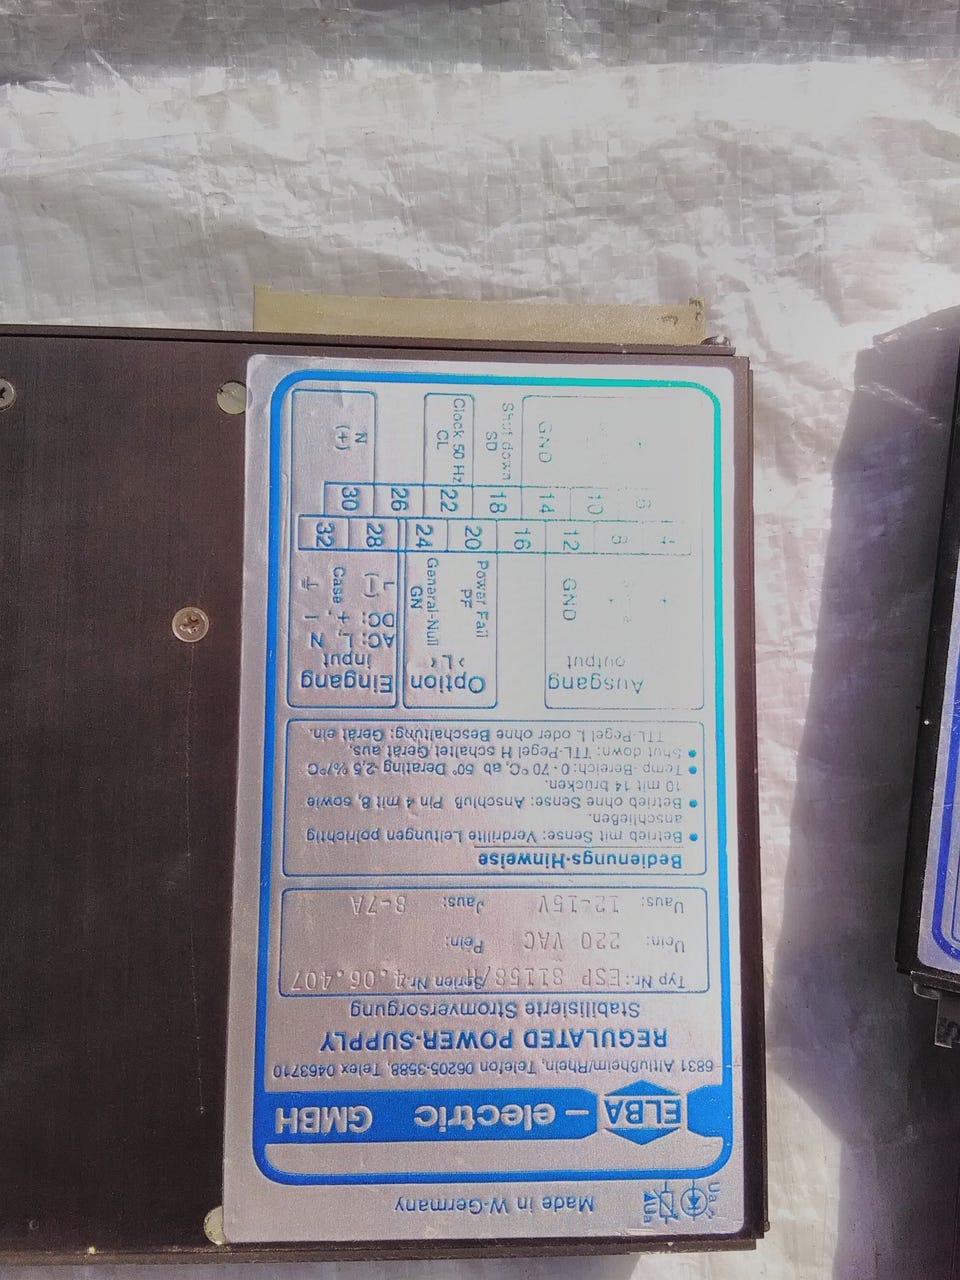 Made in W-Germany
Ua
Ua
ELBA – electric GMBH
6831 Altlußheim/Rhein, Telefon 06205-3588, Telex 0463710
REGULATED POWER-SUPPLY
Stabilisierte Stromversorgung
Typ Nr.: ESP 81158/H Serien Nr. 4.06.407
Uein: 220 VAC Pein:
Uaus: 12-15V Jaus: 8-7A
Bedienungs-Hinweise
• Betrieb mit Sense: Verdrillte Leitungen polrichtig
anschließen.
• Betrieb ohne Sense: Anschluß Pin 4 mit 8, sowie
10 mit 14 brücken.
• Temp-Bereich: 0-70°C, ab 50° Derating 2,5%/°C
• Shut down: TTL-Pegel H schaltet Gerät aus,
TTL-Pegel L oder ohne Beschaltung: Gerät ein.
Ausgang Option Eingang
output >L< input
AC: L N
DC: + -
GND Power Fail PF General-Null GN L (-) Case
4 8 12 16 20 24 28 32
6 10 14 18 22 26 30
GND Shut down SD Clock 50 Hz CL N (+)